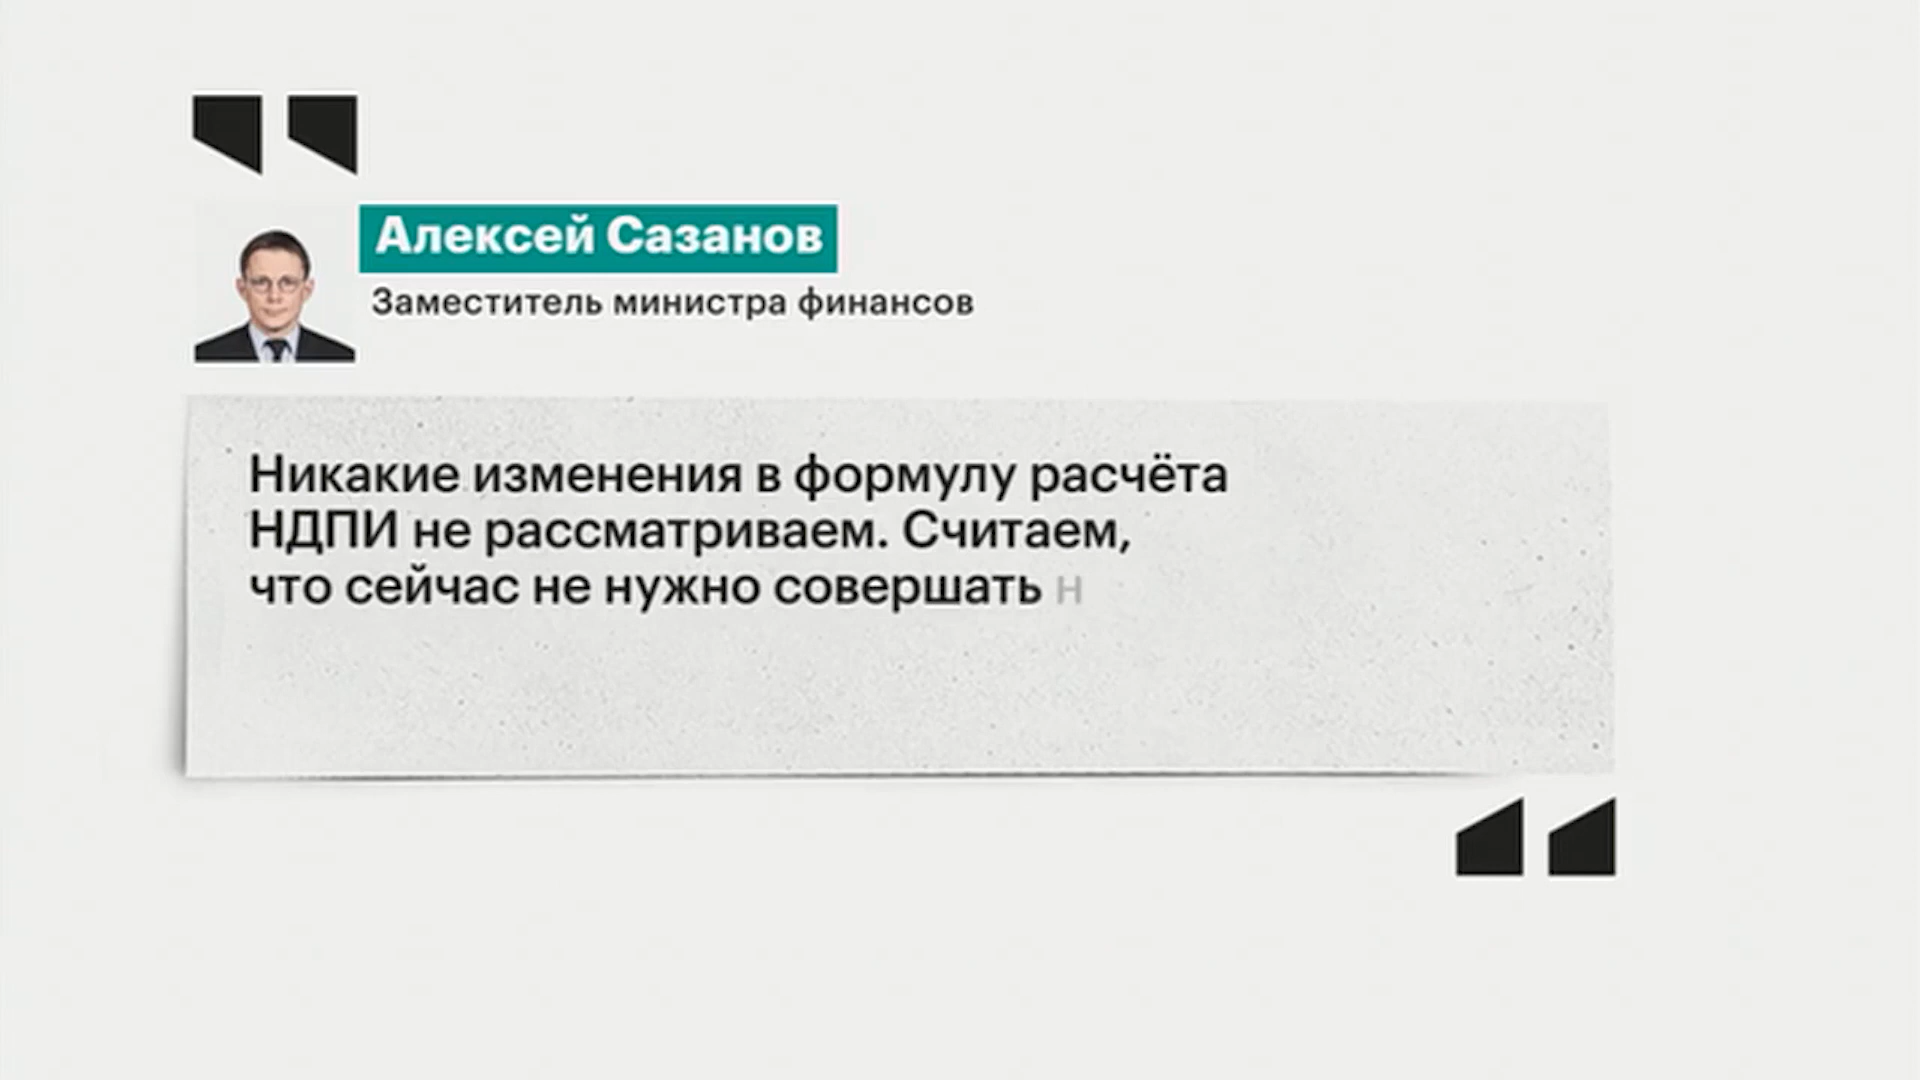 Алексей Сазанов
Заместитель министра финансов
Никакие изменения в формулу расчёта
НДПИ не рассматриваем. Считаем,
что сейчас не нужно совершать н